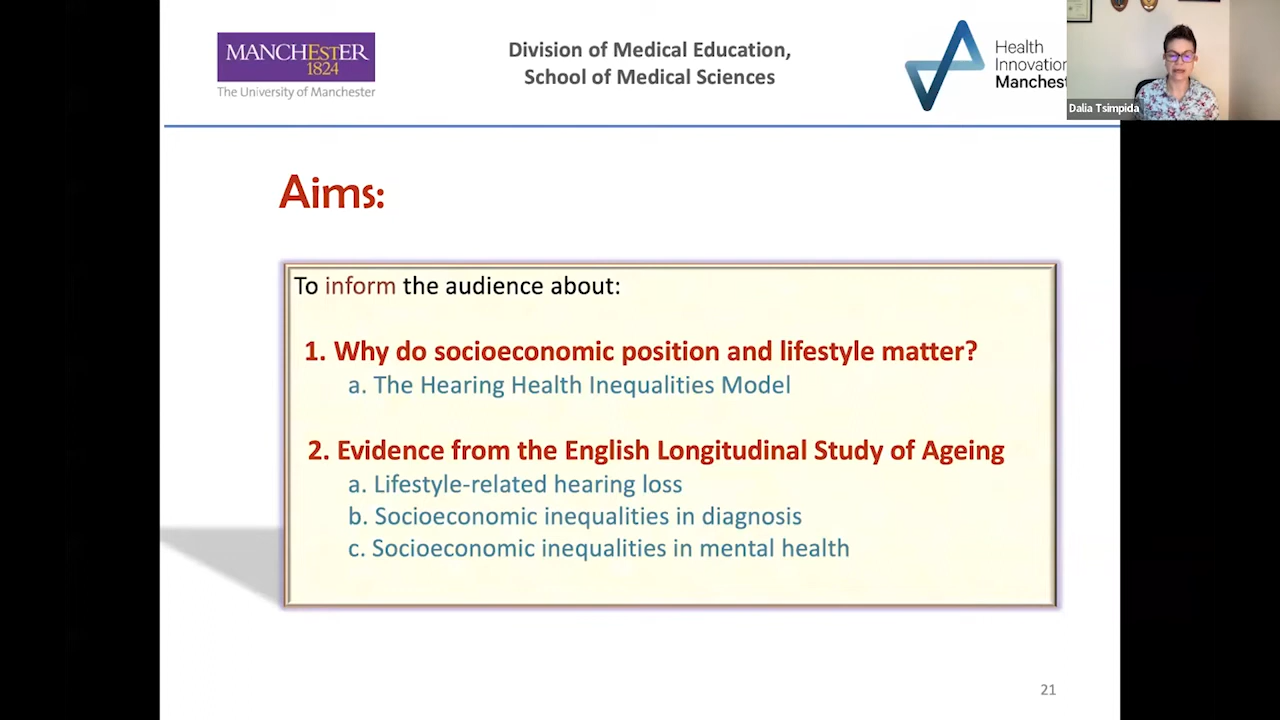 MANCHESTER
1824
The University of Manchester
Division of Medical Education,
School of Medical Sciences
Health
Innovation
Manchest
Dalia Tsimpida
Aims:
To inform the audience about:
1. Why do socioeconomic position and lifestyle matter?
a. The Hearing Health Inequalities Model
2. Evidence from the English Longitudinal Study of Ageing
a. Lifestyle-related hearing loss
b. Socioeconomic inequalities in diagnosis
c. Socioeconomic inequalities in mental health
21